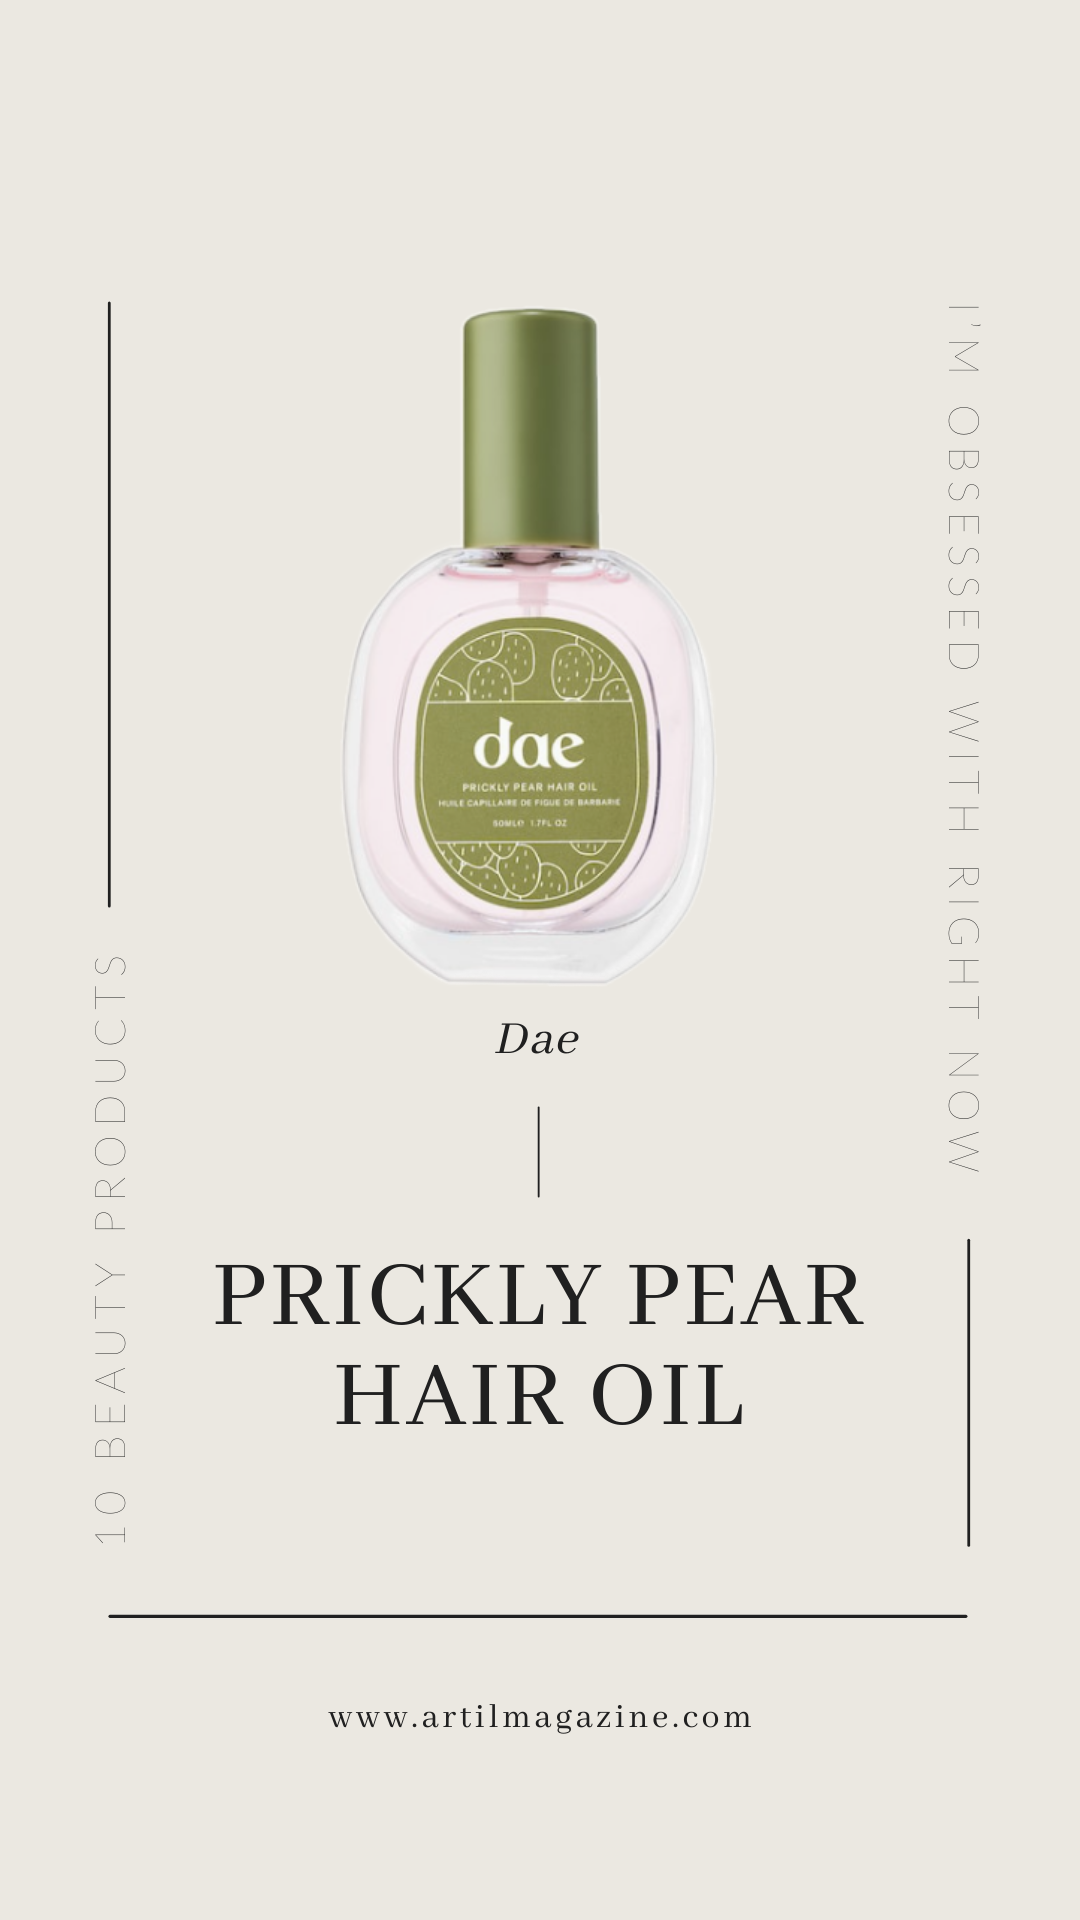 10 BEAUTY PRODUCTS
I'M OBSESSED WITH RIGHT NOW
dae
PRICKLY PEAR HAIR OIL
HUILE CAPILLAIRE DE FIGUE DE BARBARIE
50ML℮ 1.7FL OZ
Dae
PRICKLY PEAR
HAIR OIL
www.artilmagazine.com